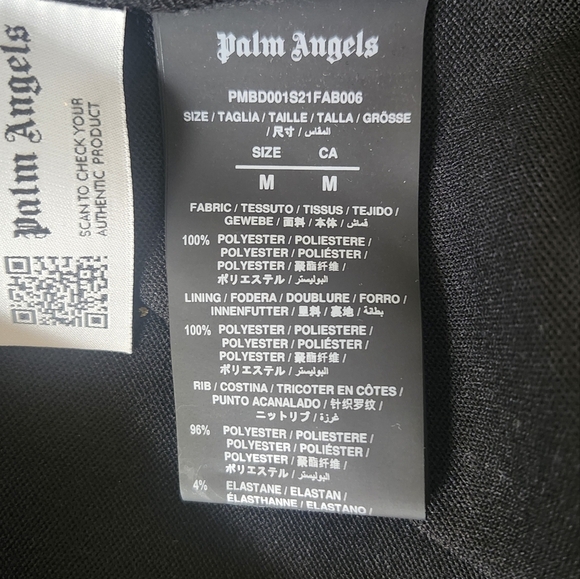 Palm Angels
SCAN TO CHECK YOUR
AUTHENTIC PRODUCT
Palm Angels
PMBD001S21FAB006
SIZE / TAGLIA / TAILLE / TALLA / GRÖSSE
/ 尺寸 / المقاس
SIZE CA
M M
FABRIC / TESSUTO / TISSUS / TEJIDO /
GEWEBE / 面料 / 本体 / قماش
100% POLYESTER / POLIESTERE /
POLYESTER / POLIÉSTER /
POLYESTER / 聚酯纤维 /
ポリエステル / البوليستر
LINING / FODERA / DOUBLURE / FORRO /
INNENFUTTER / 里料 / 裏地 / بطانة
100% POLYESTER / POLIESTERE /
POLYESTER / POLIÉSTER /
POLYESTER / 聚酯纤维 /
ポリエステル / البوليستر
RIB / COSTINA / TRICOTER EN CÔTES /
PUNTO ACANALADO / 针织罗纹 /
ニットリブ / غرزة
96% POLYESTER / POLIESTERE /
POLYESTER / POLIÉSTER /
POLYESTER / 聚酯纤维 /
ポリエステル / البوليستر
4% ELASTANE / ELASTAN /
ÉLASTHANNE / ELASTANO /